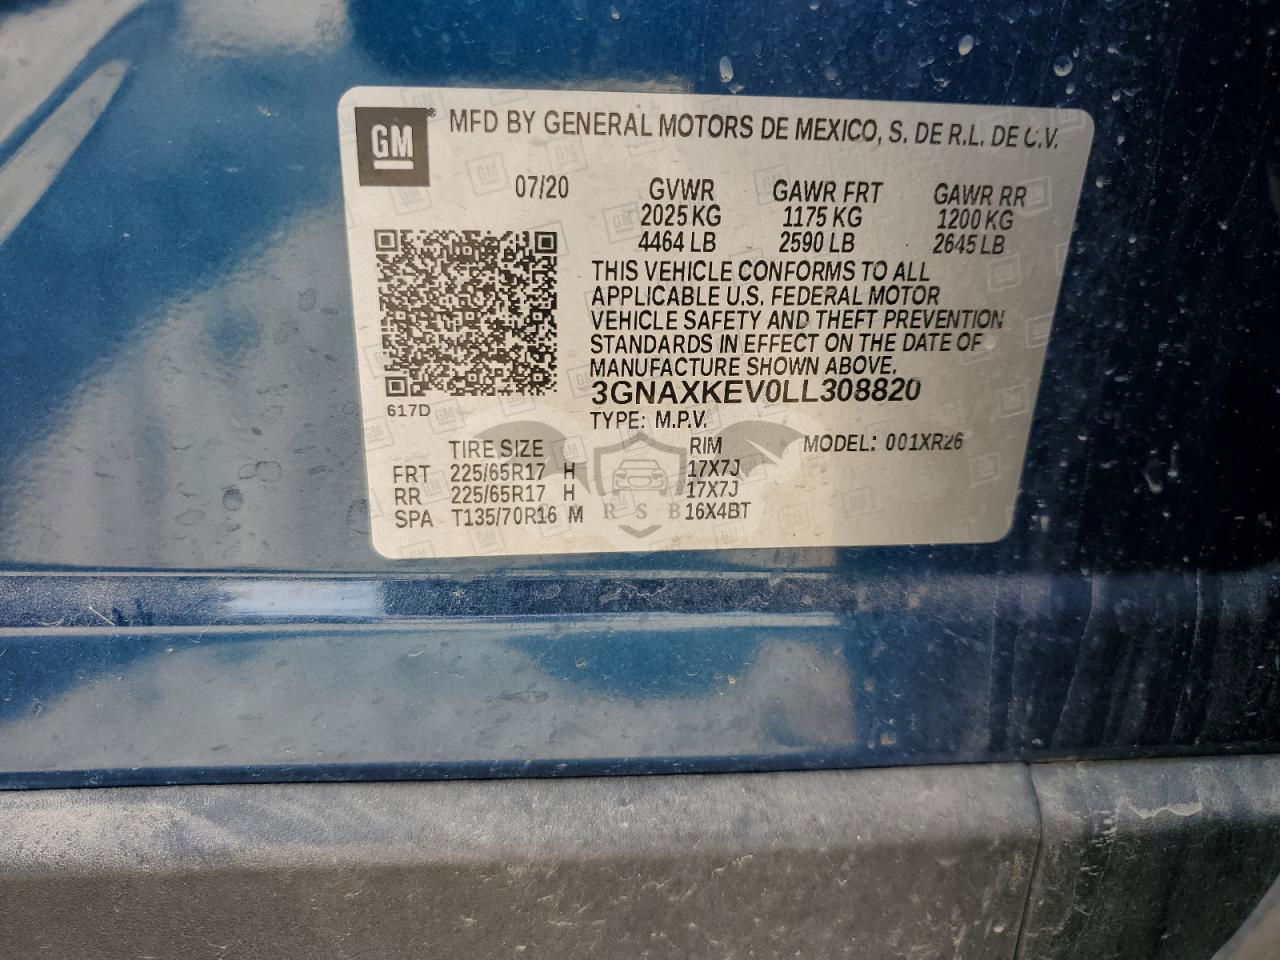 GM® MFD BY GENERAL MOTORS DE MEXICO, S. DE R.L. DE C.V.
07/20 GVWR GAWR FRT GAWR RR
2025 KG 1175 KG 1200 KG
4464 LB 2590 LB 2645 LB
THIS VEHICLE CONFORMS TO ALL
APPLICABLE U.S. FEDERAL MOTOR
VEHICLE SAFETY AND THEFT PREVENTION
STANDARDS IN EFFECT ON THE DATE OF
MANUFACTURE SHOWN ABOVE.
3GNAXKEV0LL308820
617D
TYPE: M.P.V.
TIRE SIZE RIM MODEL: 001XR26
FRT 225/65R17 H 17X7J
RR 225/65R17 H 17X7J
SPA T135/70R16 M 16X4BT
RSB